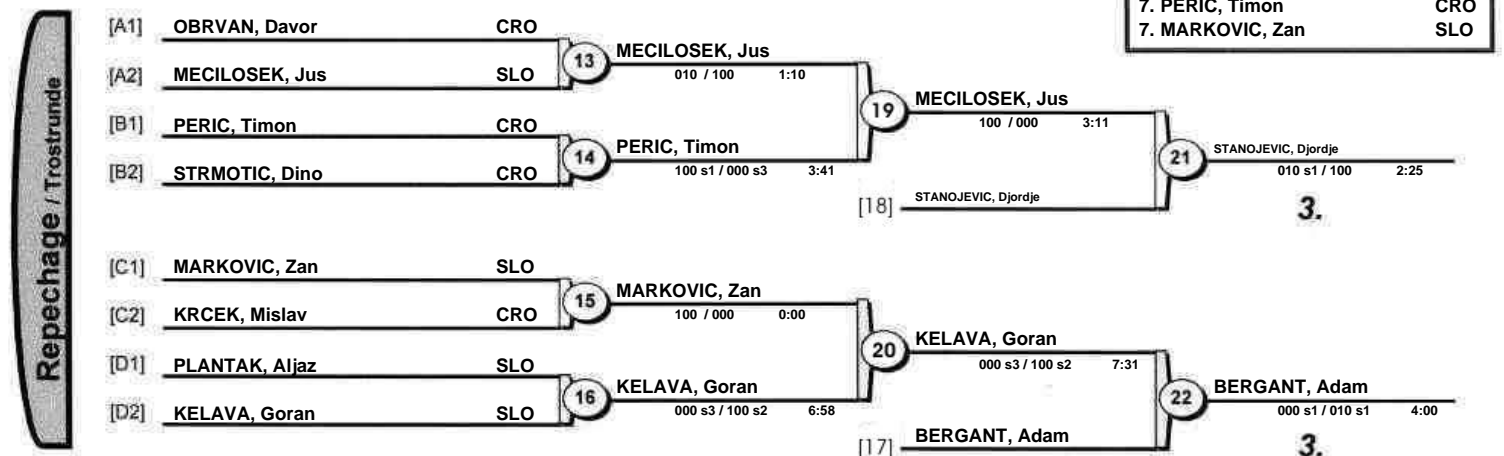 7. PERIC, Timon CRO
7. MARKOVIC, Zan SLO
Repechage / Trostrunde
[A1] OBRVAN, Davor CRO
13 MECILOSEK, Jus
010 / 100 1:10
[A2] MECILOSEK, Jus SLO
19 MECILOSEK, Jus
100 / 000 3:11
[B1] PERIC, Timon CRO
14 PERIC, Timon
100 s1 / 000 s3 3:41
[B2] STRMOTIC, Dino CRO
21 STANOJEVIC, Djordje
010 s1 / 100 2:25
[18] STANOJEVIC, Djordje
3.
[C1] MARKOVIC, Zan SLO
15 MARKOVIC, Zan
100 / 000 0:00
[C2] KRCEK, Mislav CRO
20 KELAVA, Goran
000 s3 / 100 s2 7:31
[D1] PLANTAK, Aljaz SLO
16 KELAVA, Goran
000 s3 / 100 s2 6:58
[D2] KELAVA, Goran SLO
22 BERGANT, Adam
000 s1 / 010 s1 4:00
[17] BERGANT, Adam
3.